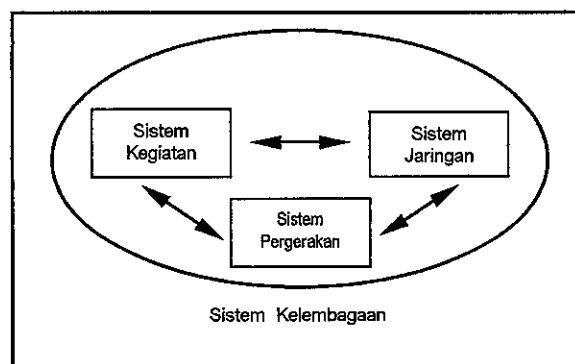 Sistem
Kegiatan
Sistem
Jaringan
Sistem
Pergerakan
Sistem Kelembagaan